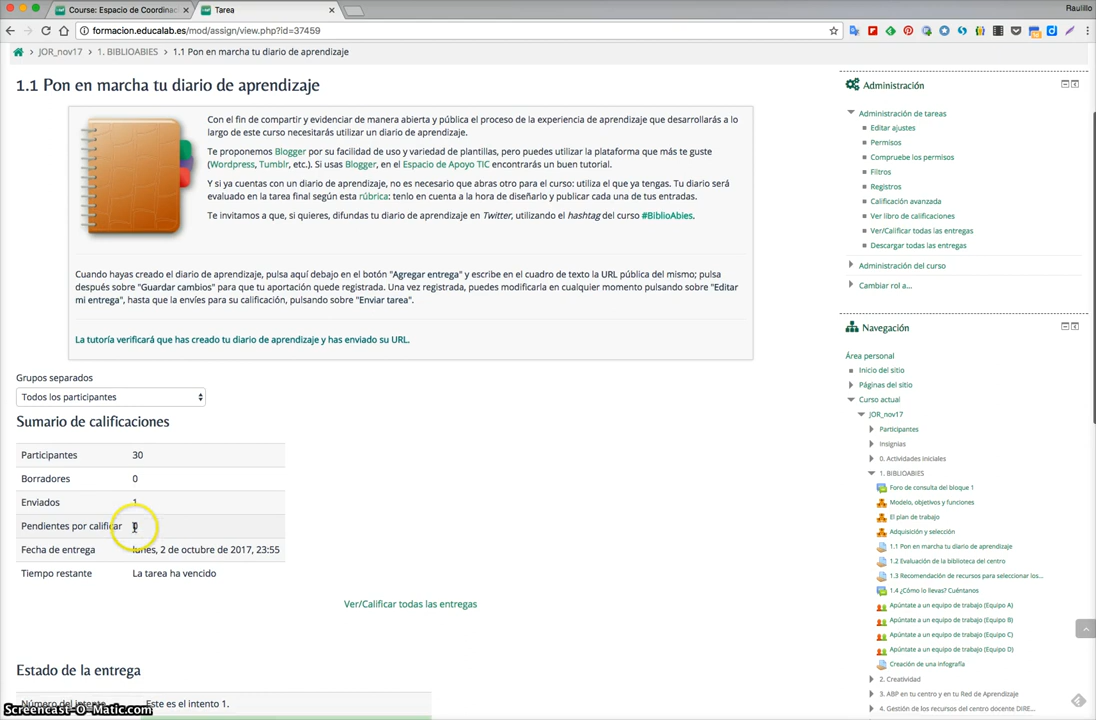 Course: Espacio de Coordinac
Tarea
Raulillo
formacion.educalab.es/mod/assign/view.php?id=37459
JOR_nov17 1. BIBLIOABIES 1.1 Pon en marcha tu diario de aprendizaje
1.1 Pon en marcha tu diario de aprendizaje
Con el fin de compartir y evidenciar de manera abierta y pública el proceso de la experiencia de aprendizaje que desarrollarás a lo
largo de este curso necesitarás utilizar un diario de aprendizaje.
Te proponemos Blogger por su facilidad de uso y variedad de plantillas, pero puedes utilizar la plataforma que más te guste
(Wordpress, Tumblr, etc.). Si usas Blogger, en el Espacio de Apoyo TIC encontrarás un buen tutorial.
Y si ya cuentas con un diario de aprendizaje, no es necesario que abras otro para el curso: utiliza el que ya tengas. Tu diario será
evaluado en la tarea final según esta rúbrica: tenlo en cuenta a la hora de diseñarlo y publicar cada una de tus entradas.
Te invitamos a que, si quieres, difundas tu diario de aprendizaje en Twitter, utilizando el hashtag del curso #BiblioAbies.
Cuando hayas creado el diario de aprendizaje, pulsa aquí debajo en el botón "Agregar entrega" y escribe en el cuadro de texto la URL pública del mismo; pulsa
después sobre "Guardar cambios" para que tu aportación quede registrada. Una vez registrada, puedes modificarla en cualquier momento pulsando sobre "Editar
mi entrega", hasta que la envíes para su calificación, pulsando sobre "Enviar tarea".
La tutoría verificará que has creado tu diario de aprendizaje y has enviado su URL.
Grupos separados
Todos los participantes
Sumario de calificaciones
Participantes 30
Borradores 0
Enviados 1
Pendientes por calificar 0
Fecha de entrega lunes, 2 de octubre de 2017, 23:55
Tiempo restante La tarea ha vencido
Ver/Calificar todas las entregas
Estado de la entrega
Número del intento Este es el intento 1.
Screencast-O-Matic.com
Administración
Administración de tareas
Editar ajustes
Permisos
Compruebe los permisos
Filtros
Registros
Calificación avanzada
Ver libro de calificaciones
Ver/Calificar todas las entregas
Descargar todas las entregas
Administración del curso
Cambiar rol a...
Navegación
Área personal
Inicio del sitio
Páginas del sitio
Curso actual
JOR_nov17
Participantes
Insignias
0. Actividades iniciales
1. BIBLIOABIES
Foro de consulta del bloque 1
Modelo, objetivos y funciones
El plan de trabajo
Adquisición y selección
1.1 Pon en marcha tu diario de aprendizaje
1.2 Evaluación de la biblioteca del centro
1.3 Recomendación de recursos para seleccionar los...
1.4 ¿Cómo lo llevas? Cuéntanos
Apúntate a un equipo de trabajo (Equipo A)
Apúntate a un equipo de trabajo (Equipo B)
Apúntate a un equipo de trabajo (Equipo C)
Apúntate a un equipo de trabajo (Equipo D)
Creación de una infografía
2. Creatividad
3. ABP en tu centro y en tu Red de Aprendizaje
4. Gestión de los recursos del centro docente DIRE...